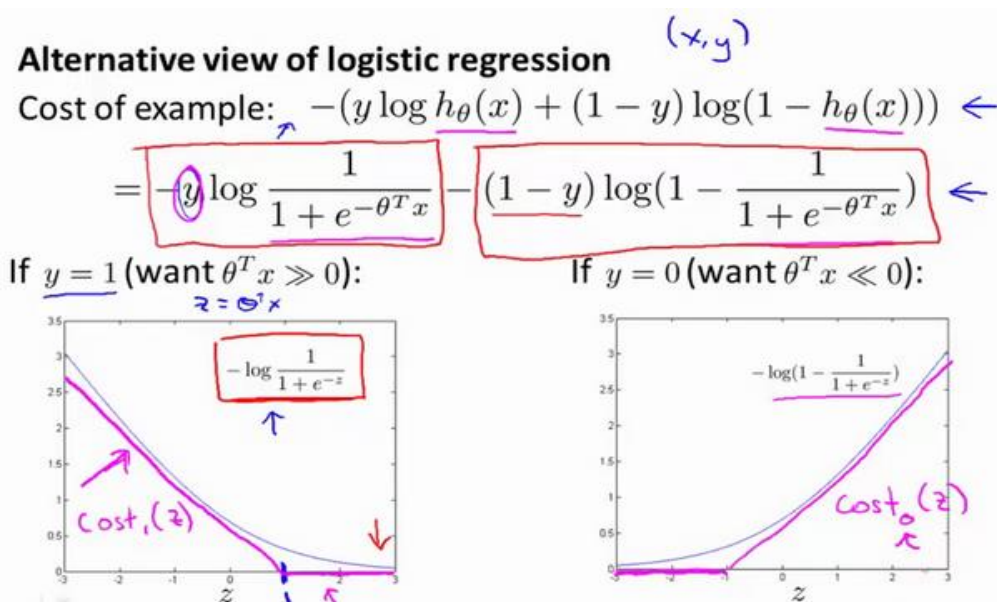 (x,y)
Alternative view of logistic regression
Cost of example: −(y log h_θ(x) + (1 − y) log(1 − h_θ(x))) ←
= −y log 1/(1 + e^{−θ^T x}) − (1 − y) log(1 − 1/(1 + e^{−θ^T x})) ←
If y = 1 (want θ^T x ≫ 0):
z = θ^T x
3.5
3
2.5
2
1.5
1
0.5
0
-3 -2 -1 0 2 3
z
−log 1/(1 + e^{−z})
Cost₁(z)
If y = 0 (want θ^T x ≪ 0):
3.5
3
2.5
2
1.5
1
0.5
0
-3 -2 -1 0 1 2 3
z
−log(1 − 1/(1 + e^{−z}))
Cost₀(z)